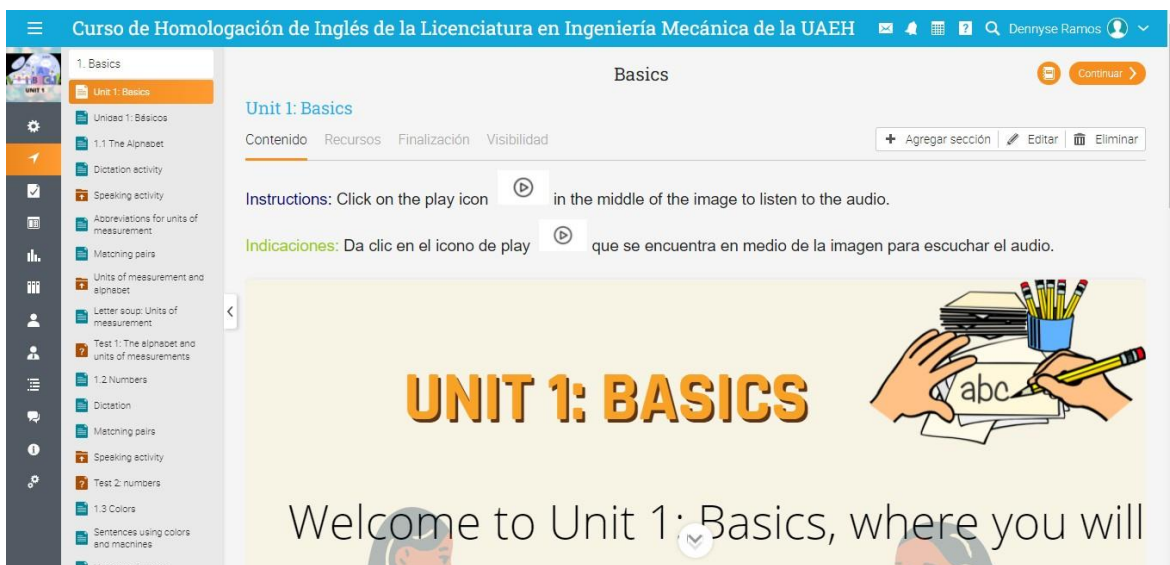 Curso de Homologación de Inglés de la Licenciatura en Ingeniería Mecánica de la UAEH
Dennyse Ramos
UNIT 1
1. Basics
Unit 1: Basics
Unidad 1: Básicos
1.1 The Alphabet
Dictation activity
Speaking activity
Abbreviations for units of
measurement
Matching pairs
Units of measurement and
alphabet
Letter soup: Units of
measurement
Test 1: The alphabet and
units of measurements
1.2 Numbers
Dictation
Matching pairs
Speaking activity
Test 2: numbers
1.3 Colors
Sentences using colors
and machines
Basics
Continuar
Unit 1: Basics
Contenido Recursos Finalización Visibilidad
+ Agregar sección Editar Eliminar
Instructions: Click on the play icon in the middle of the image to listen to the audio.
Indicaciones: Da clic en el icono de play que se encuentra en medio de la imagen para escuchar el audio.
UNIT 1: BASICS
abc
Welcome to Unit 1: Basics, where you will